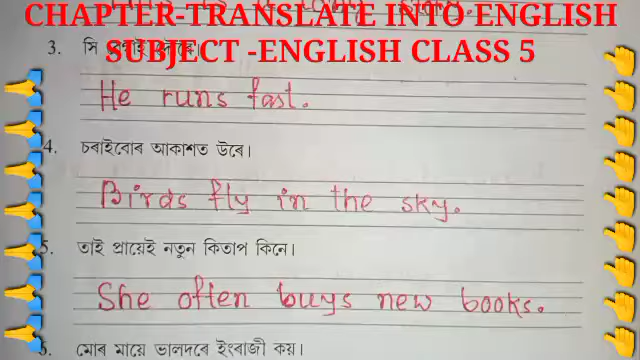 CHAPTER-TRANSLATE INTO ENGLISH
3. সি
SUBJECT -ENGLISH CLASS 5
He runs fast.
4. চৰাইবোৰ আকাশত উৰে।
Birds fly in the sky.
5. তাই প্ৰায়েই নতুন কিতাপ কিনে।
She often buys new books.
6. মোৰ মায়ে ভালদৰে ইংৰাজী কয়।